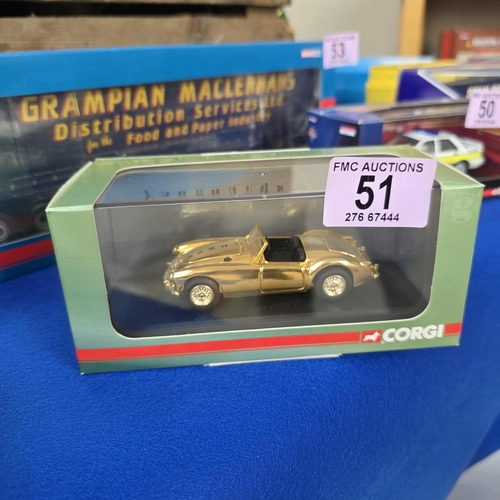 53
GRAMPIAN MACLENNANS
Distribution Services Ltd.
for the Food and Paper Industry
50
FMC AUCTIONS
51
276 67444
CORGI